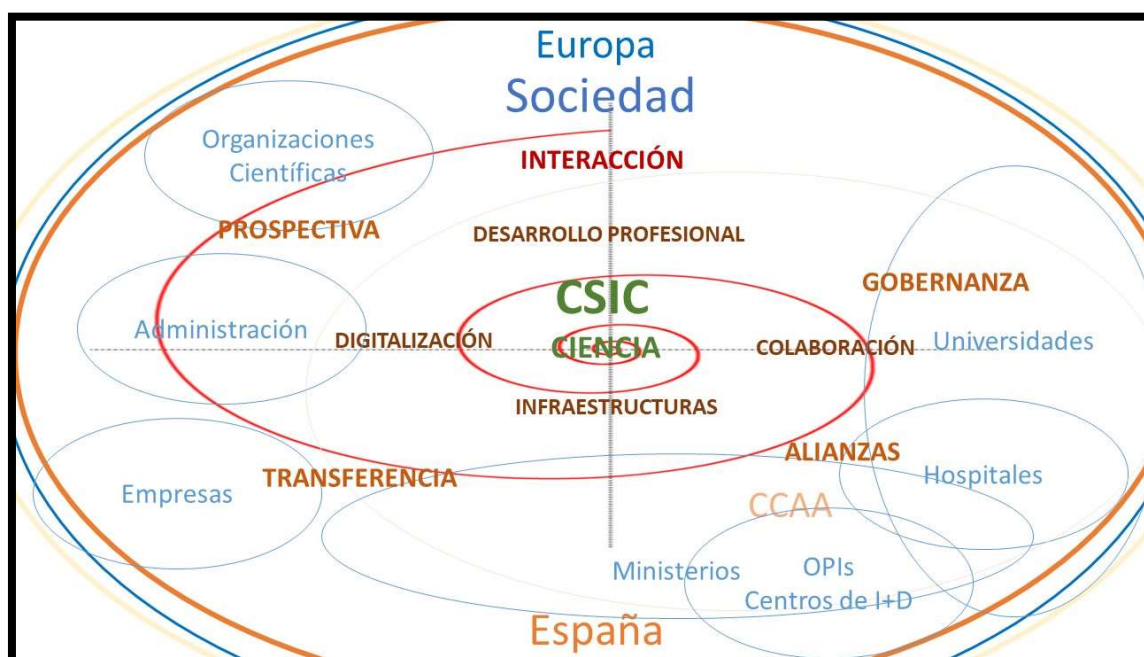 Europa
Sociedad
Organizaciones
Científicas
INTERACCIÓN
PROSPECTIVA
DESARROLLO PROFESIONAL
GOBERNANZA
CSIC
Administración
DIGITALIZACIÓN
CIENCIA
COLABORACIÓN
Universidades
INFRAESTRUCTURAS
ALIANZAS
TRANSFERENCIA
Hospitales
Empresas
CCAA
Ministerios
OPIs
Centros de I+D
España